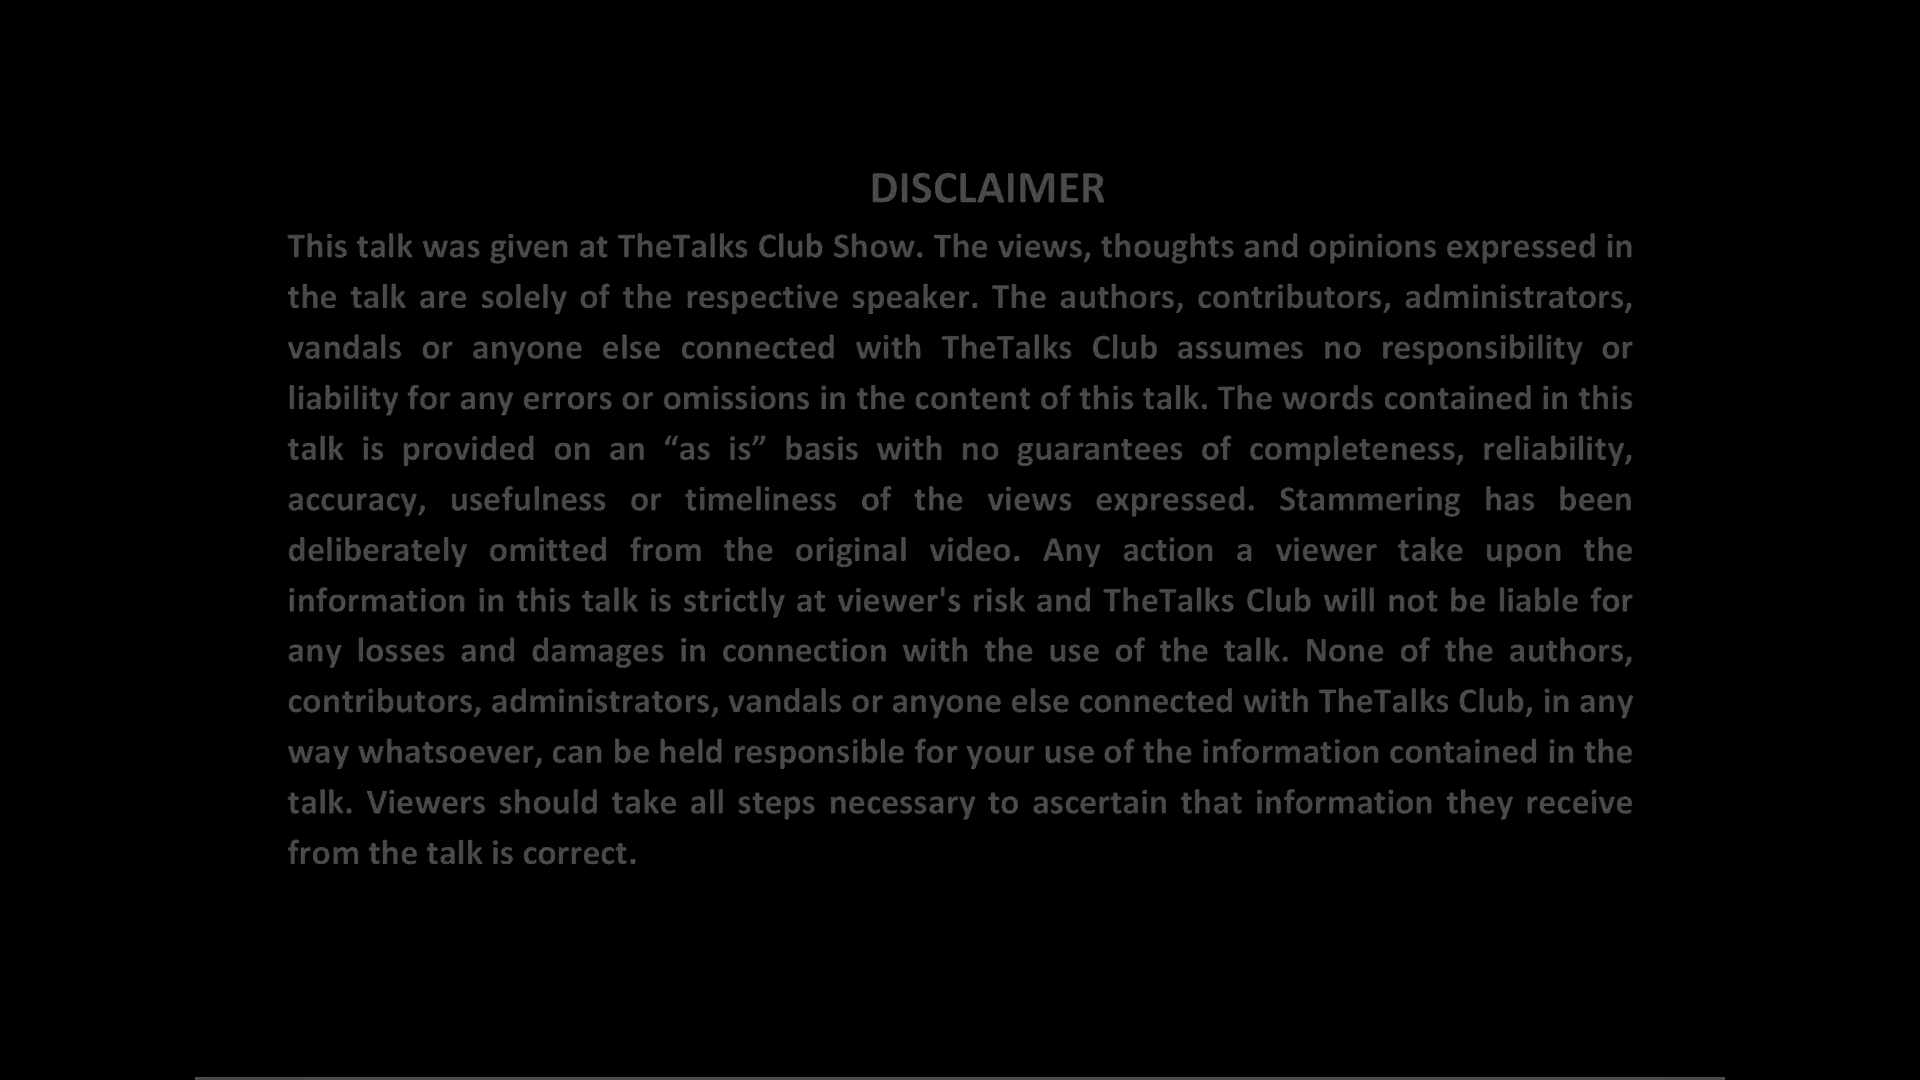 DISCLAIMER
This talk was given at TheTalks Club Show. The views, thoughts and opinions expressed in
the talk are solely of the respective speaker. The authors, contributors, administrators,
vandals or anyone else connected with TheTalks Club assumes no responsibility or
liability for any errors or omissions in the content of this talk. The words contained in this
talk is provided on an “as is” basis with no guarantees of completeness, reliability,
accuracy, usefulness or timeliness of the views expressed. Stammering has been
deliberately omitted from the original video. Any action a viewer take upon the
information in this talk is strictly at viewer's risk and TheTalks Club will not be liable for
any losses and damages in connection with the use of the talk. None of the authors,
contributors, administrators, vandals or anyone else connected with TheTalks Club, in any
way whatsoever, can be held responsible for your use of the information contained in the
talk. Viewers should take all steps necessary to ascertain that information they receive
from the talk is correct.